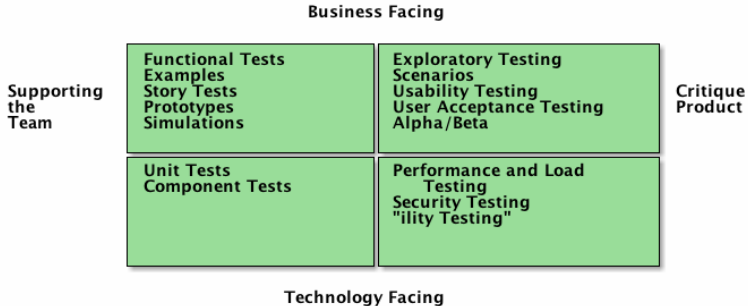 Business Facing
Supporting
the
Team
Functional Tests
Examples
Story Tests
Prototypes
Simulations
Exploratory Testing
Scenarios
Usability Testing
User Acceptance Testing
Alpha/Beta
Critique
Product
Unit Tests
Component Tests
Performance and Load
Testing
Security Testing
"ility Testing"
Technology Facing